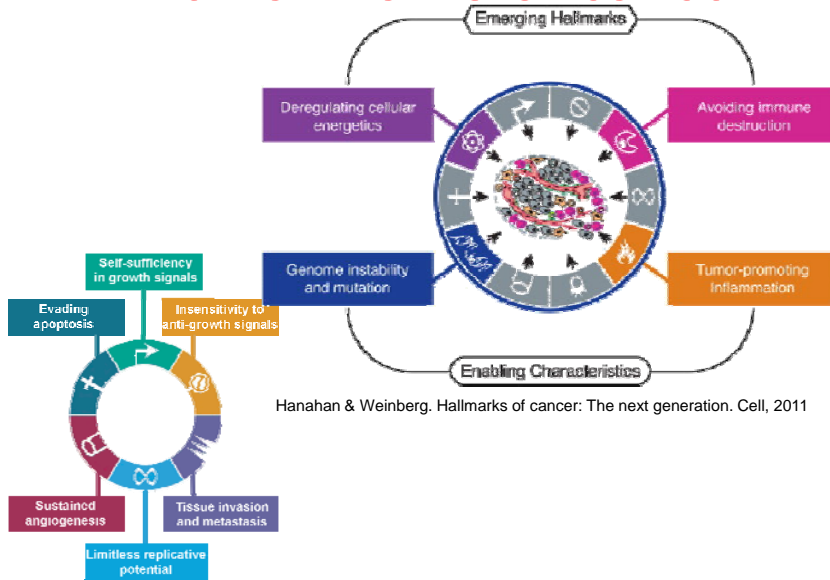 Emerging Hallmarks
Deregulating cellular
energetics
Avoiding immune
destruction
Genome instability
and mutation
Tumor-promoting
Inflammation
Enabling Characteristics
Hanahan & Weinberg. Hallmarks of cancer: The next generation. Cell, 2011
Self-sufficiency
in growth signals
Evading
apoptosis
Insensitivity to
anti-growth signals
Sustained
angiogenesis
Tissue invasion
and metastasis
Limitless replicative
potential